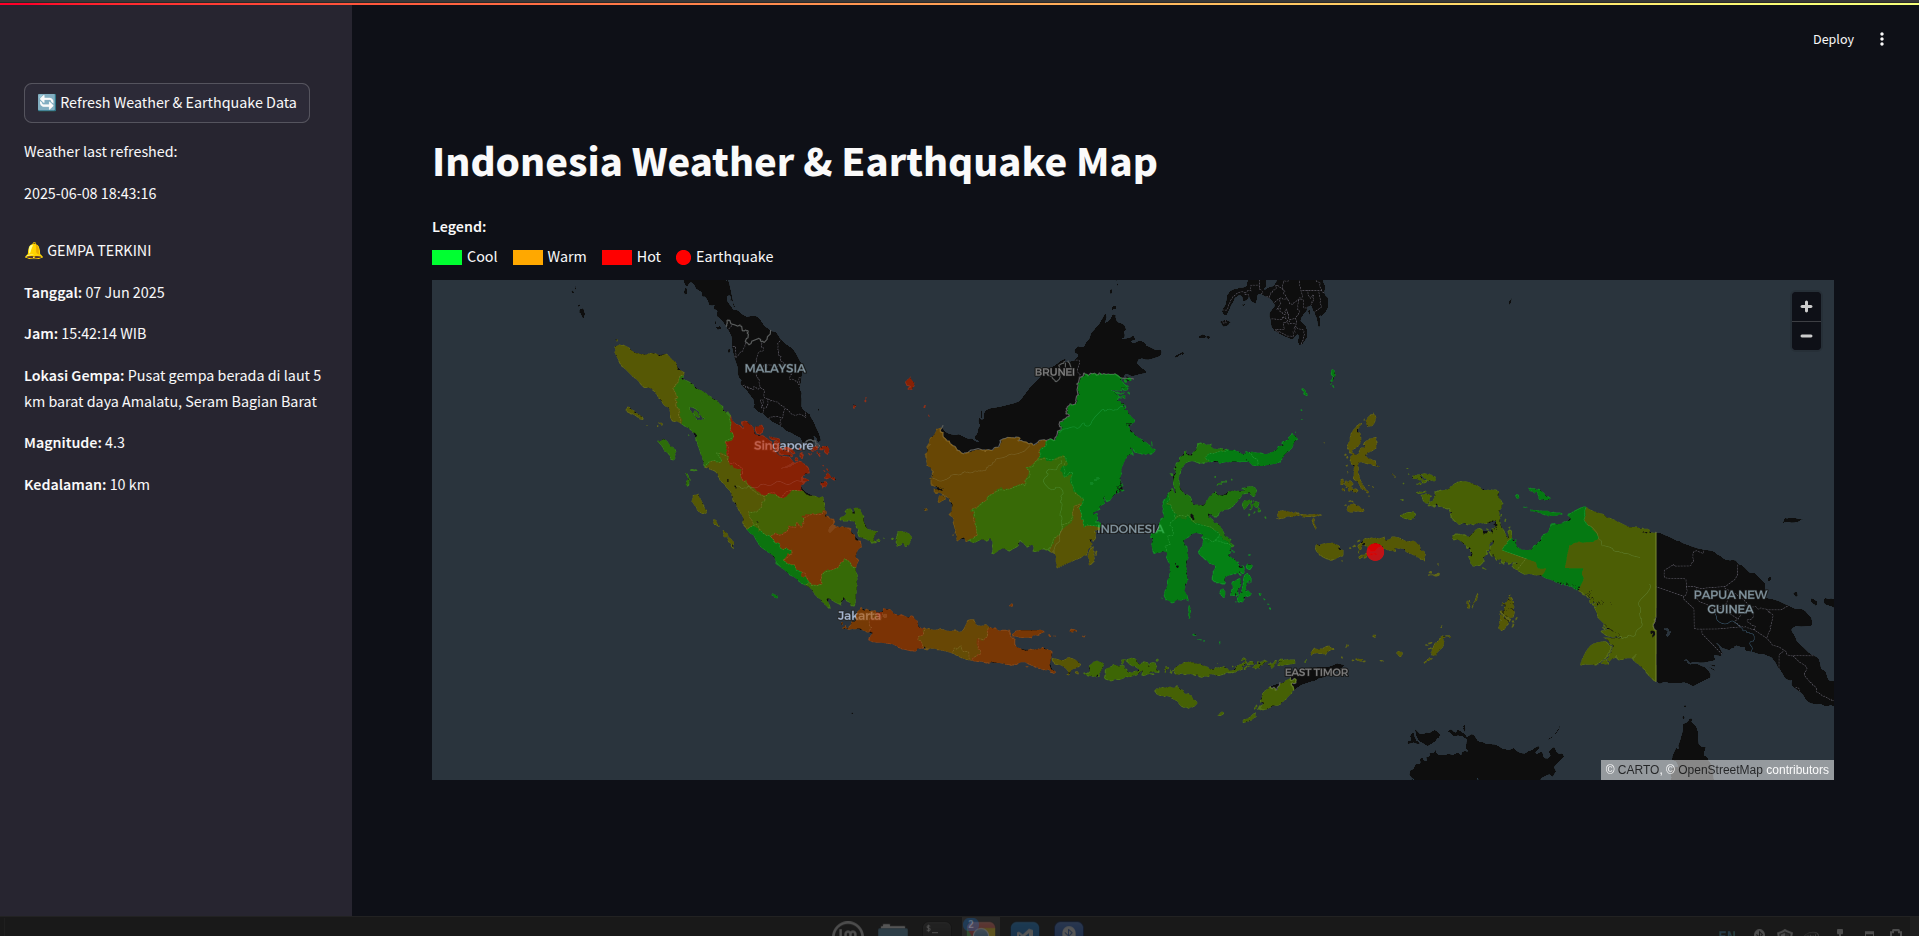 Deploy
🔄 Refresh Weather & Earthquake Data
Weather last refreshed:
2025-06-08 18:43:16
🔔 GEMPA TERKINI
Tanggal: 07 Jun 2025
Jam: 15:42:14 WIB
Lokasi Gempa: Pusat gempa berada di laut 5
km barat daya Amalatu, Seram Bagian Barat
Magnitude: 4.3
Kedalaman: 10 km
Indonesia Weather & Earthquake Map
Legend:
Cool Warm Hot Earthquake
+
−
MALAYSIA
BRUNEI
Singapore
INDONESIA
PAPUA NEW
GUINEA
Jakarta
EAST TIMOR
© CARTO, © OpenStreetMap contributors
2
EN